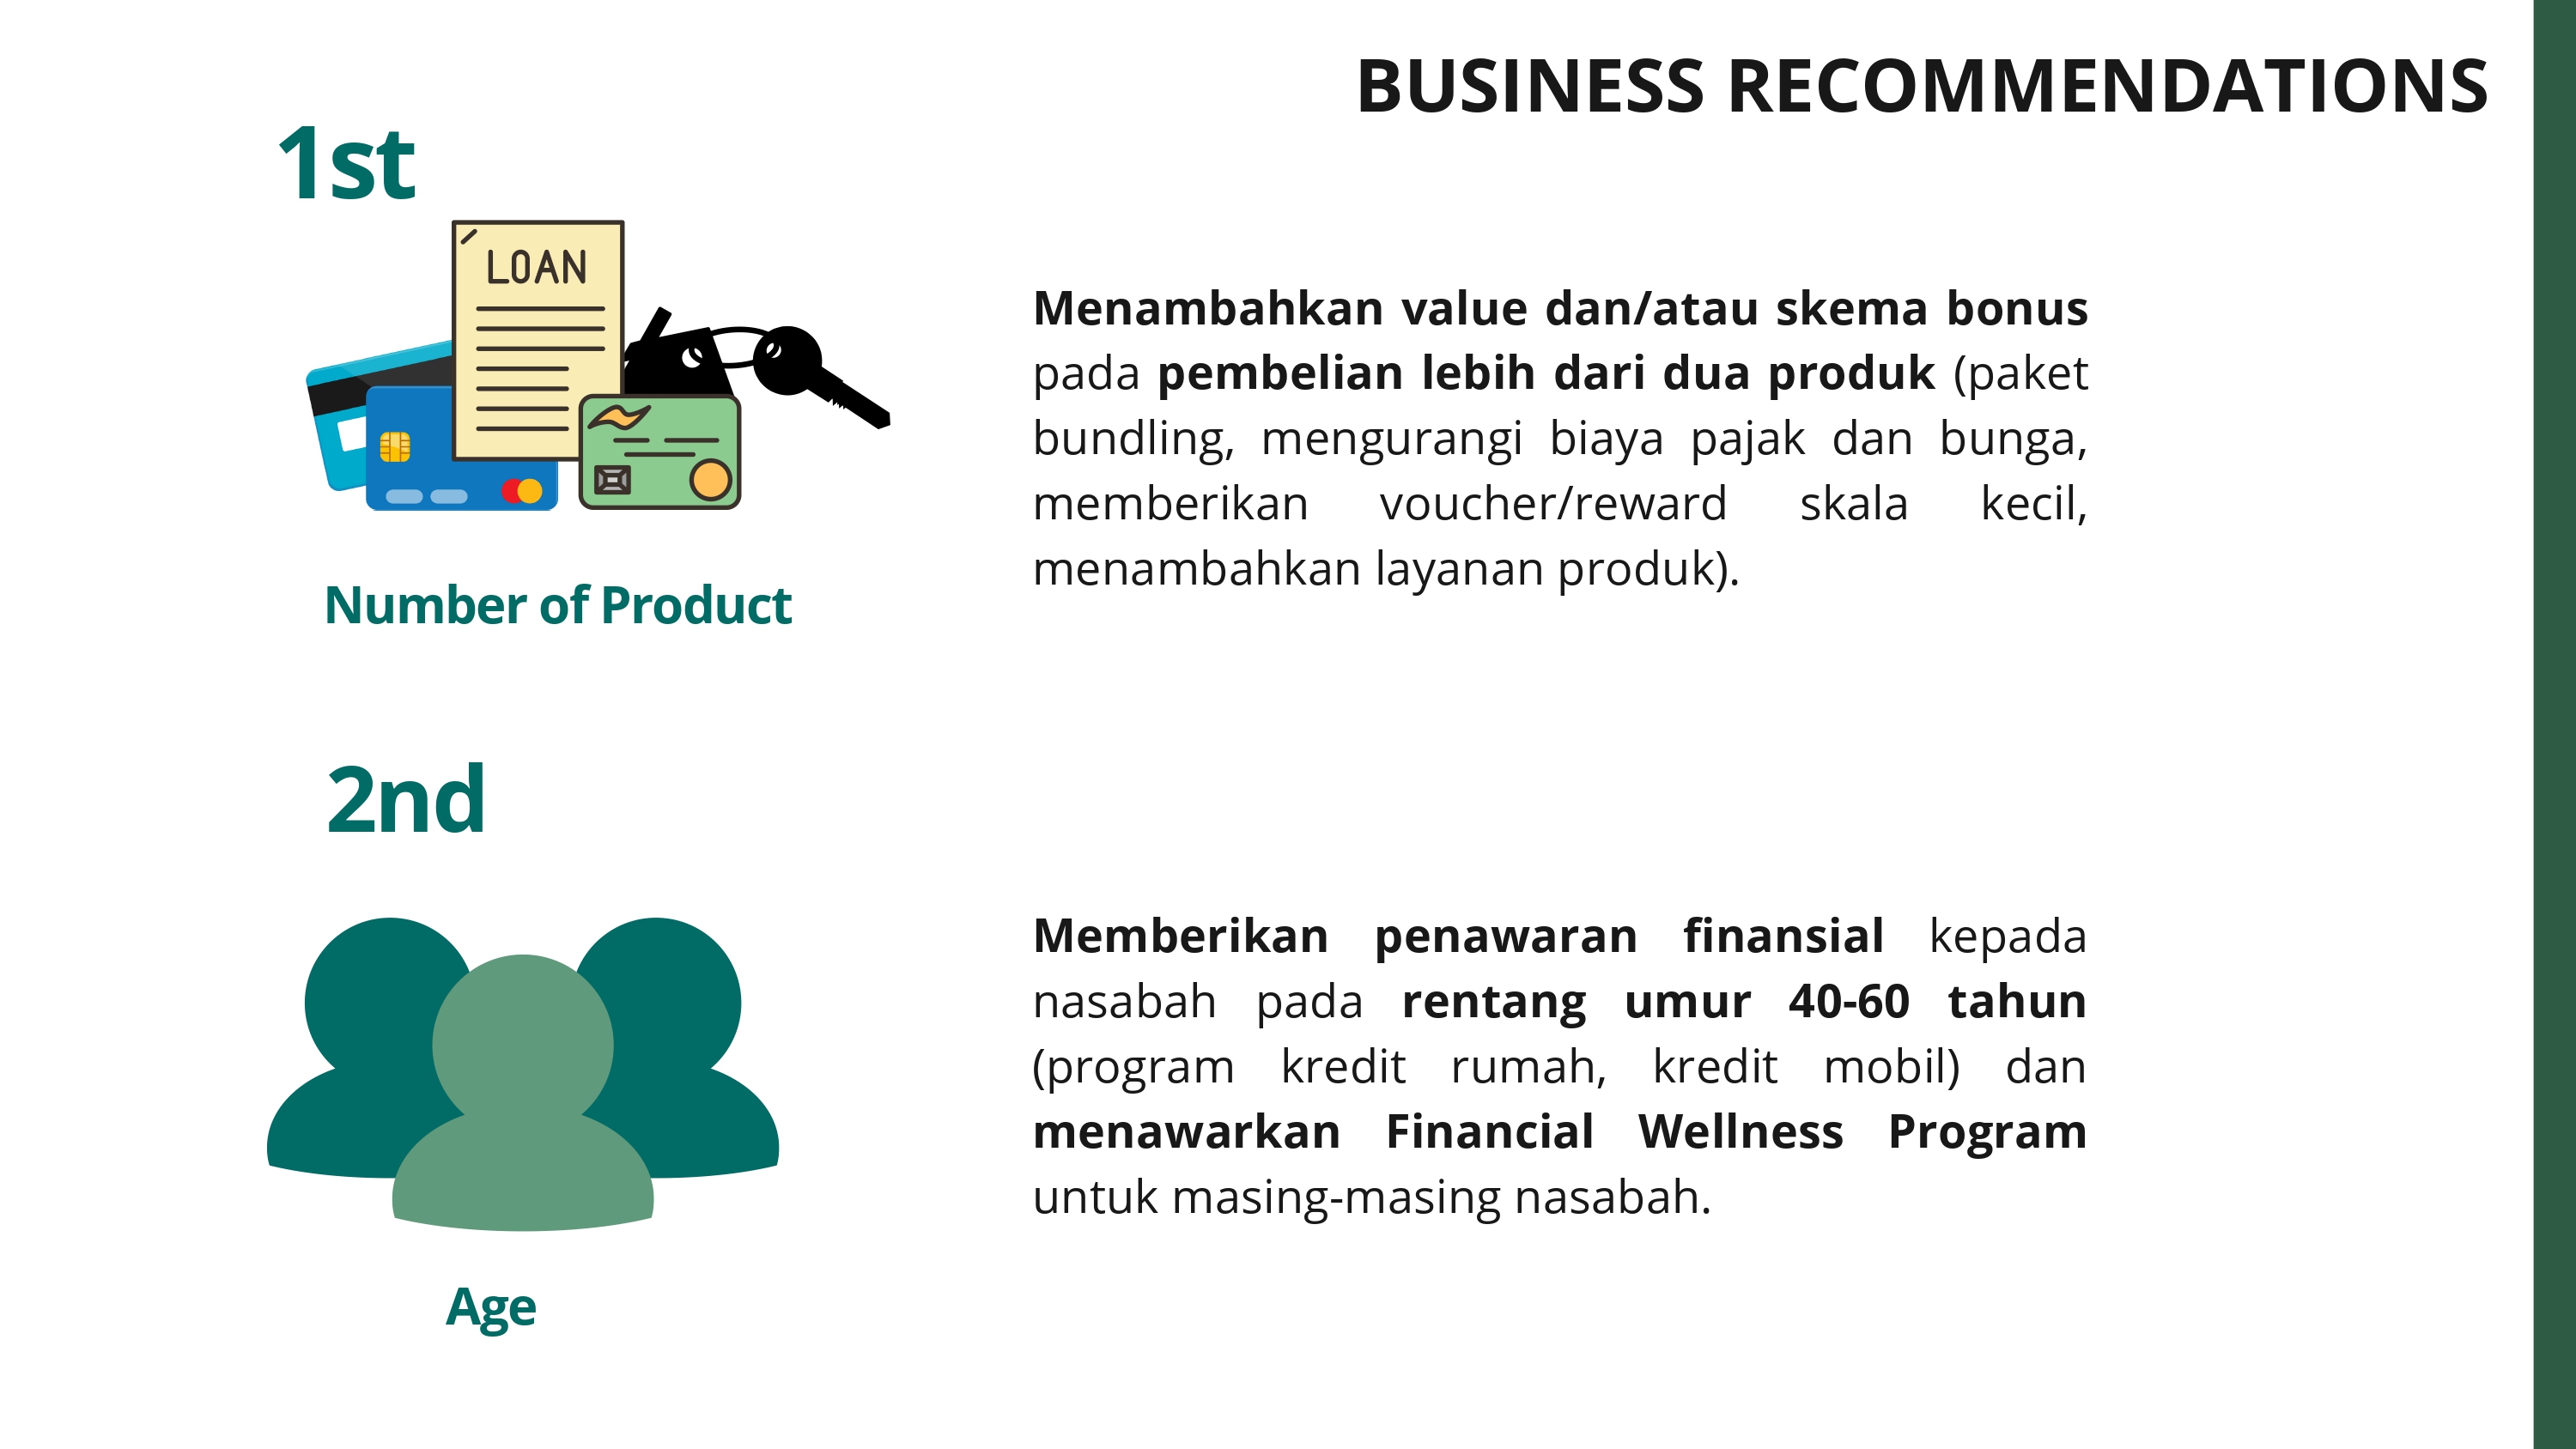 BUSINESS RECOMMENDATIONS
1st
LOAN
Number of Product
Menambahkan value dan/atau skema bonus
pada pembelian lebih dari dua produk (paket
bundling, mengurangi biaya pajak dan bunga,
memberikan voucher/reward skala kecil,
menambahkan layanan produk).
2nd
Age
Memberikan penawaran finansial kepada
nasabah pada rentang umur 40-60 tahun
(program kredit rumah, kredit mobil) dan
menawarkan Financial Wellness Program
untuk masing-masing nasabah.